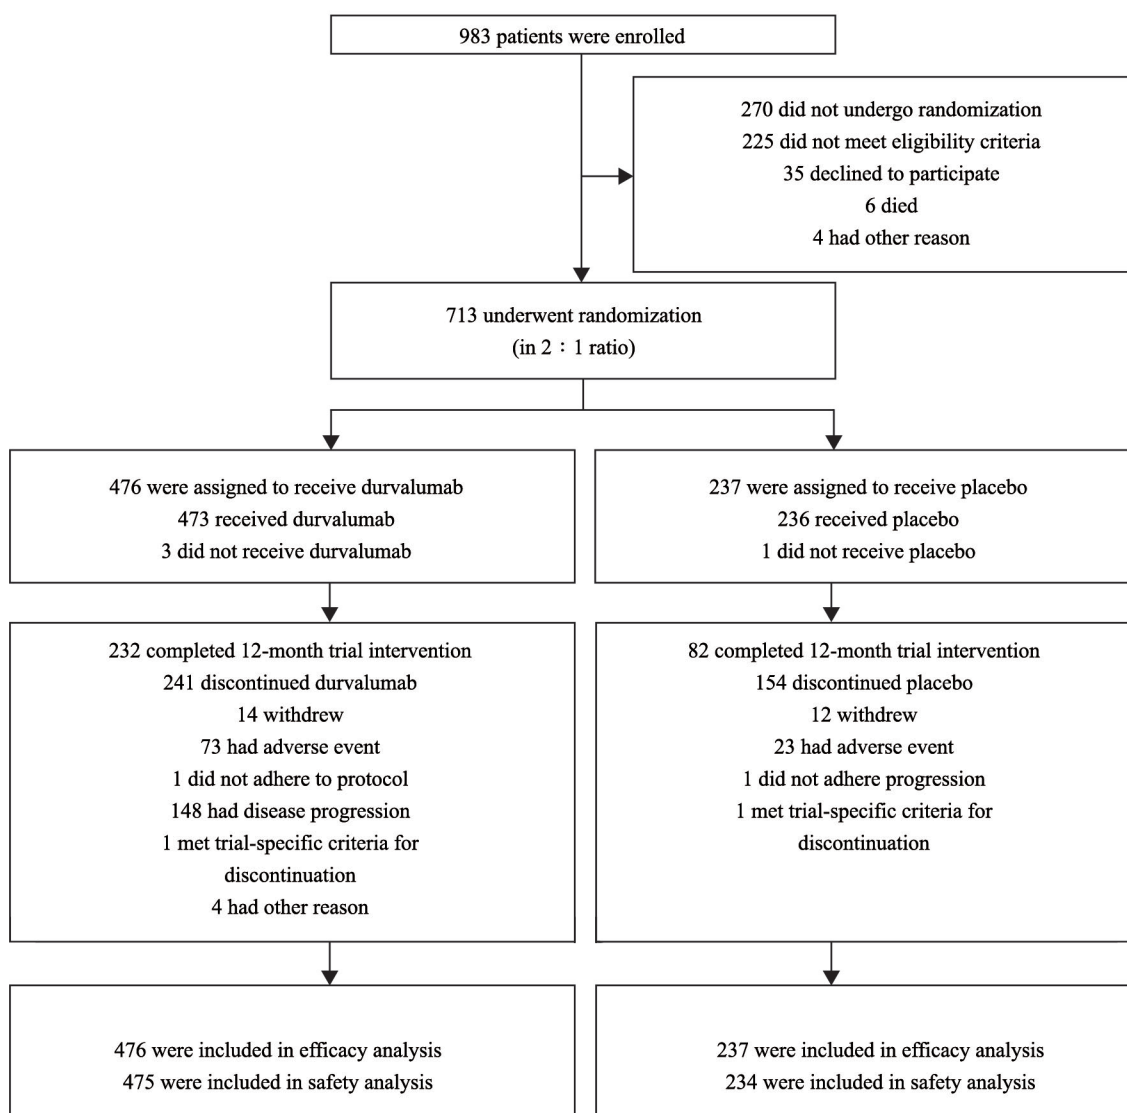 983 patients were enrolled
270 did not undergo randomization
225 did not meet eligibility criteria
35 declined to participate
6 died
4 had other reason
713 underwent randomization
(in 2：1 ratio)
476 were assigned to receive durvalumab
473 received durvalumab
3 did not receive durvalumab
237 were assigned to receive placebo
236 received placebo
1 did not receive placebo
232 completed 12-month trial intervention
241 discontinued durvalumab
14 withdrew
73 had adverse event
1 did not adhere to protocol
148 had disease progression
1 met trial-specific criteria for
discontinuation
4 had other reason
82 completed 12-month trial intervention
154 discontinued placebo
12 withdrew
23 had adverse event
1 did not adhere progression
1 met trial-specific criteria for
discontinuation
476 were included in efficacy analysis
475 were included in safety analysis
237 were included in efficacy analysis
234 were included in safety analysis